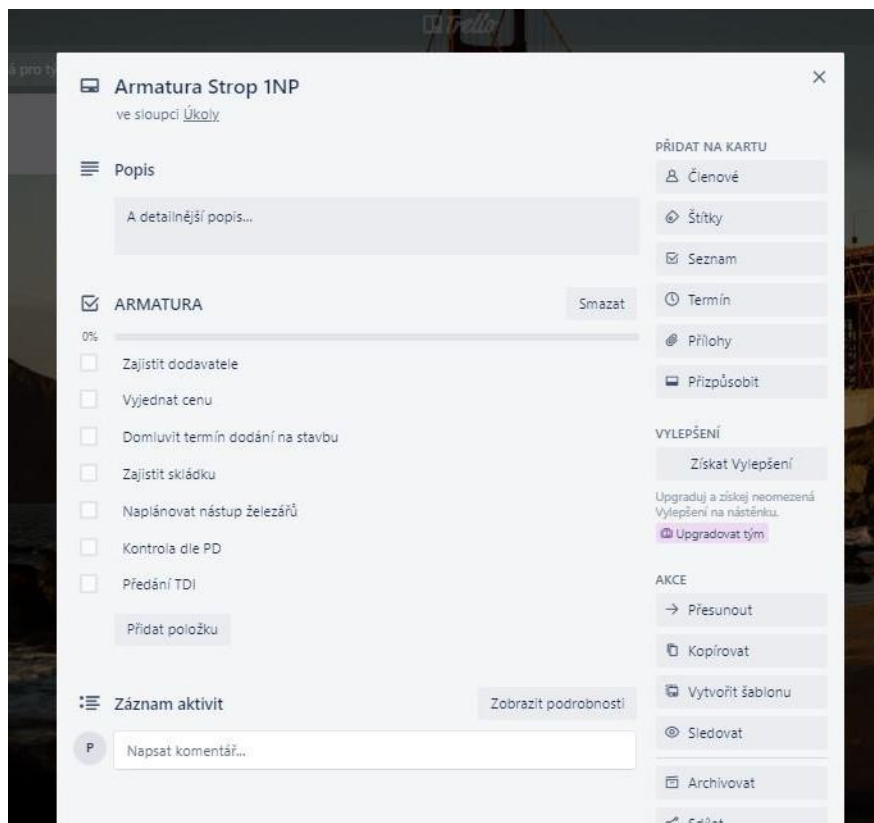 Trello
á pro tý
Armatura Strop 1NP
ve sloupci Úkoly
Popis
A detailnější popis...
ARMATURA
Smazat
0%
Zajistit dodavatele
Vyjednat cenu
Domluvit termín dodání na stavbu
Zajistit skládku
Naplánovat nástup železářů
Kontrola dle PD
Předání TDI
Přidat položku
Záznam aktivit
Zobrazit podrobnosti
P
Napsat komentář...
PŘIDAT NA KARTU
Členové
Štítky
Seznam
Termín
Přílohy
Přizpůsobit
VYLEPŠENÍ
Získat Vylepšení
Upgraduj a získej neomezená
Vylepšení na nástěnku.
Upgradovat tým
AKCE
Přesunout
Kopírovat
Vytvořit šablonu
Sledovat
Archivovat